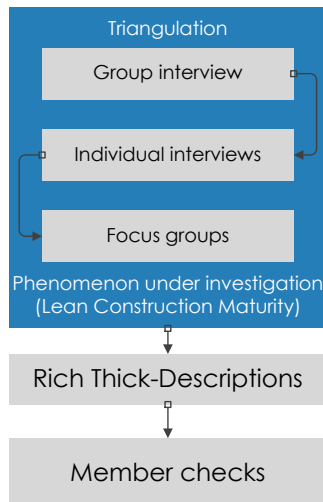 Triangulation
Group interview
Individual interviews
Focus groups
Phenomenon under investigation
(Lean Construction Maturity)
Rich Thick-Descriptions
Member checks